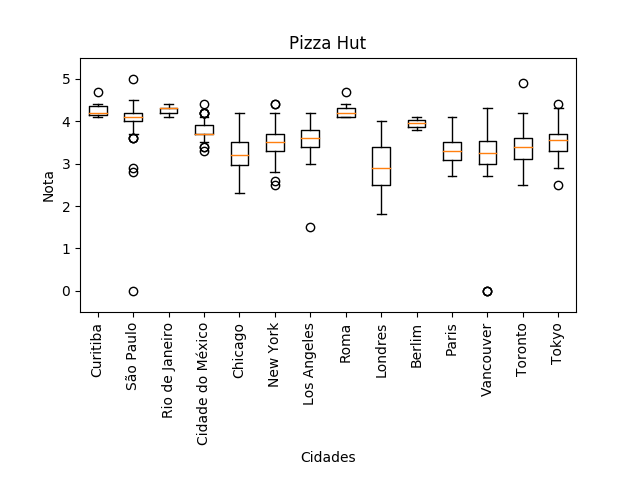 Pizza Hut
5
4
3
2
1
0
Nota
Curitiba
São Paulo
Rio de Janeiro
Cidade do México
Chicago
New York
Los Angeles
Roma
Londres
Berlim
Paris
Vancouver
Toronto
Tokyo
Cidades